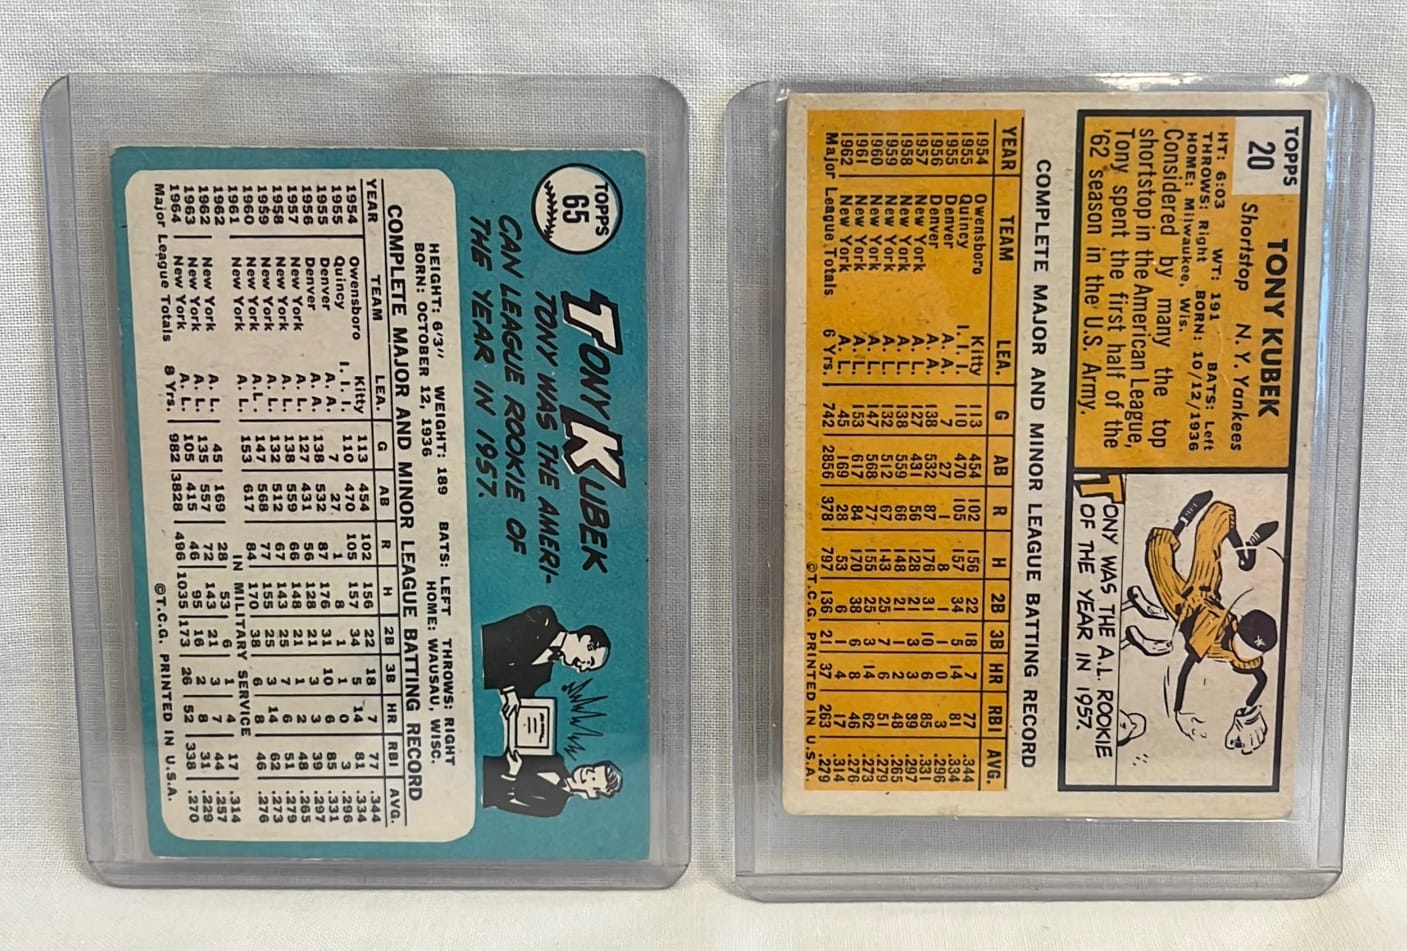 TOPPS
65
TONY KUBEK
TONY WAS THE AMERI-
CAN LEAGUE ROOKIE OF
THE YEAR IN 1957.
HEIGHT: 6'3" WEIGHT: 189 BATS: LEFT THROWS: RIGHT
BORN: OCTOBER 12, 1936 HOME: WAUSAU, WISC.
COMPLETE MAJOR AND MINOR LEAGUE BATTING RECORD
YEAR TEAM LEA. G AB R H 2B 3B HR RBI AVG.
1954 Owensboro Kitty 113 454 102 156 22 18 7 77 .344
1955 Quincy I. I. I. 110 470 105 157 34 5 14 81 .334
1955 Denver A. A. 7 27 1 8 1 1 0 3 .296
1956 Denver A. A. 138 532 87 176 31 10 6 85 .331
1957 New York A. L. 127 431 56 128 21 3 3 39 .297
1958 New York A. L. 138 559 66 148 21 1 2 48 .265
1959 New York A. L. 132 512 67 143 25 7 6 51 .279
1960 New York A. L. 147 568 77 155 25 3 14 62 .273
1961 New York A. L. 153 617 84 170 38 6 8 46 .276
1962 IN MILITARY SERVICE
1962 New York A. L. 45 169 28 53 6 1 4 17 .314
1963 New York A. L. 135 557 72 143 21 3 7 44 .257
1964 New York A. L. 105 415 46 95 16 2 8 31 .229
Major League Totals 8 Yrs. 982 3828 496 1035 173 26 52 338 .270
©T.C.G. PRINTED IN U.S.A.
TOPPS
20
TONY KUBEK
Shortstop N. Y. Yankees
HT: 6:03 WT: 191 BATS: Left
THROWS: Right BORN: 10/12/1936
HOME: Milwaukee, Wis.
Considered by many the top
shortstop in the American League,
Tony spent the first half of the
'62 season in the U.S. Army.
TONY WAS THE A.L. ROOKIE
OF THE YEAR IN 1957.
COMPLETE MAJOR AND MINOR LEAGUE BATTING RECORD
YEAR TEAM LEA. G AB R H 2B 3B HR RBI AVG.
1954 Owensboro Kitty 113 454 102 156 22 18 7 77 .344
1955 Quincy I. I. I. 110 470 105 157 34 5 14 81 .334
1955 Denver A. A. 7 27 1 8 1 1 0 3 .296
1956 Denver A. A. 138 532 87 176 31 10 6 85 .331
1957 New York A. L. 127 431 56 128 21 3 3 39 .297
1958 New York A. L. 138 559 66 148 21 1 2 48 .265
1959 New York A. L. 132 512 67 143 25 7 6 51 .279
1960 New York A. L. 147 568 77 155 25 3 14 62 .273
1961 New York A. L. 153 617 84 170 38 6 8 46 .276
1962 New York A. L. 45 169 28 53 6 1 4 17 .314
Major League Totals 6 Yrs. 742 2856 378 797 136 21 37 263 .279
©T.C.G. PRINTED IN U.S.A.